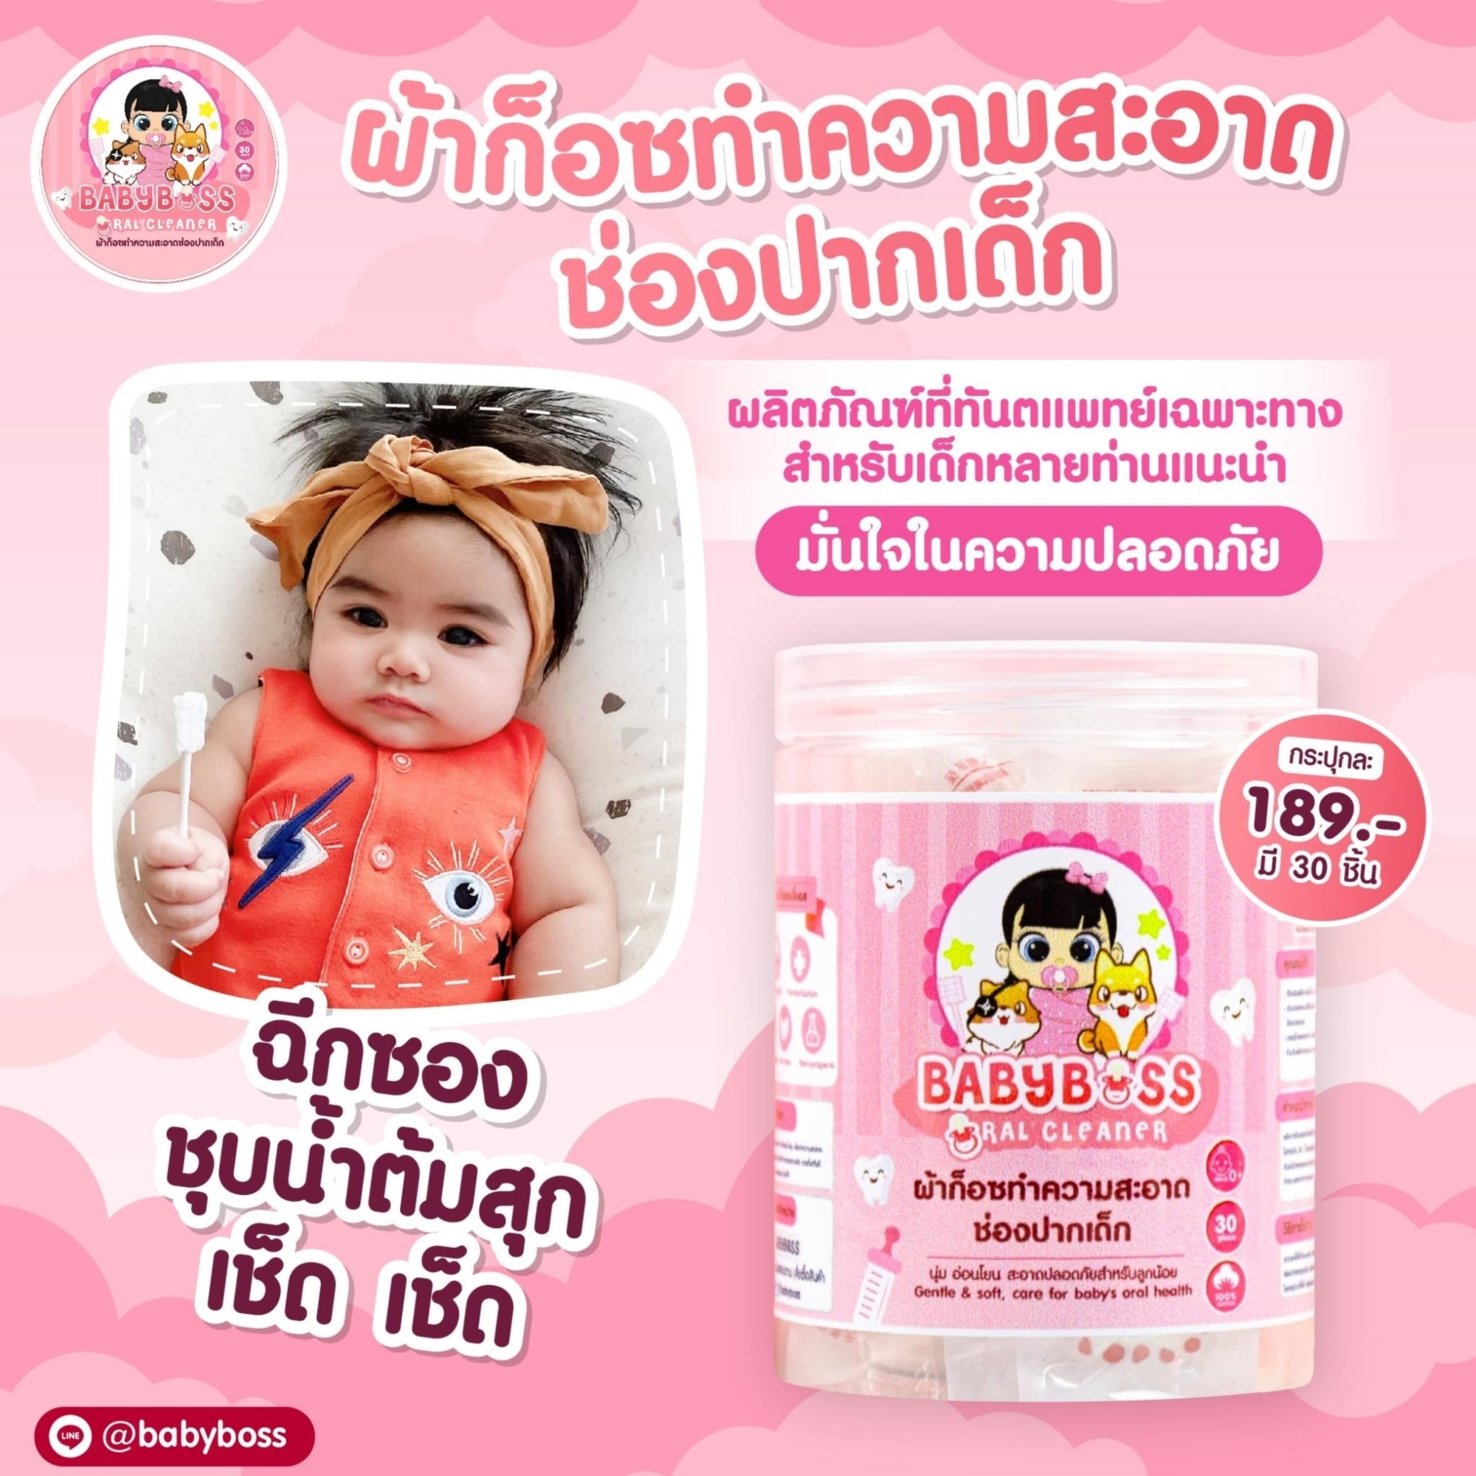 BABYBOSS
ORAL CLEANER
ผ้าก็อซทำความสะอาดช่องปากเด็ก
ผ้าก็อซทำความสะอาด
ช่องปากเด็ก
ผลิตภัณฑ์ที่ทันตแพทย์เฉพาะทาง
สำหรับเด็กหลายท่านแนะนำ
มั่นใจในความปลอดภัย
กระปุกละ
189.-
มี 30 ชิ้น
BABYBOSS
ORAL CLEANER
ผ้าก็อซทำความสะอาด
ช่องปากเด็ก
นุ่ม อ่อนโยน สะอาดปลอดภัยสำหรับลูกน้อย
Gentle & soft, care for baby's oral health
0+
30
piece
100%
ฉีกซอง
ชุบน้ำต้มสุก
เช็ด เช็ด
LINE @babyboss